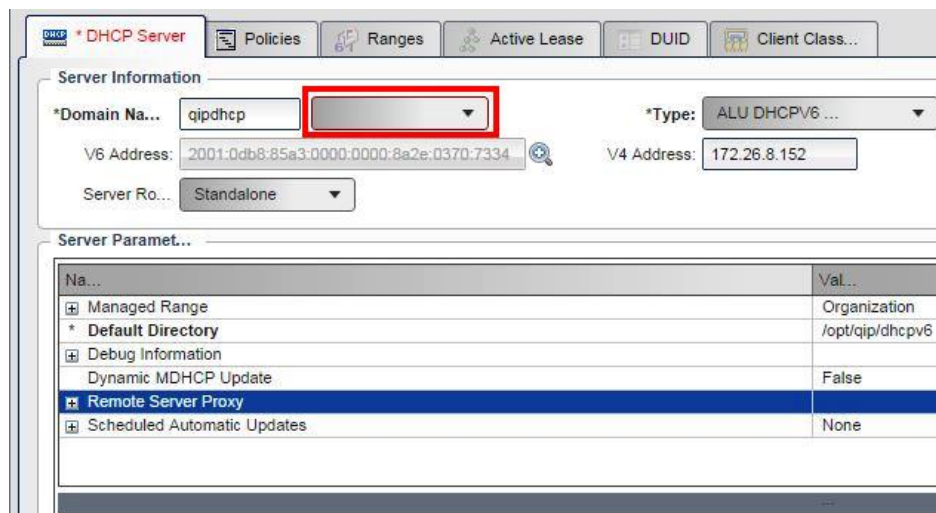 DHCP * DHCP Server Policies Ranges Active Lease DUID Client Class...
Server Information
*Domain Na... qipdhcp *Type: ALU DHCPV6 ...
V6 Address: 2001:0db8:85a3:0000:0000:8a2e:0370:7334 V4 Address: 172.26.8.152
Server Ro... Standalone
Server Paramet...
Na... Val...
Managed Range Organization
* Default Directory /opt/qip/dhcpv6
Debug Information
Dynamic MDHCP Update False
Remote Server Proxy
Scheduled Automatic Updates None
...